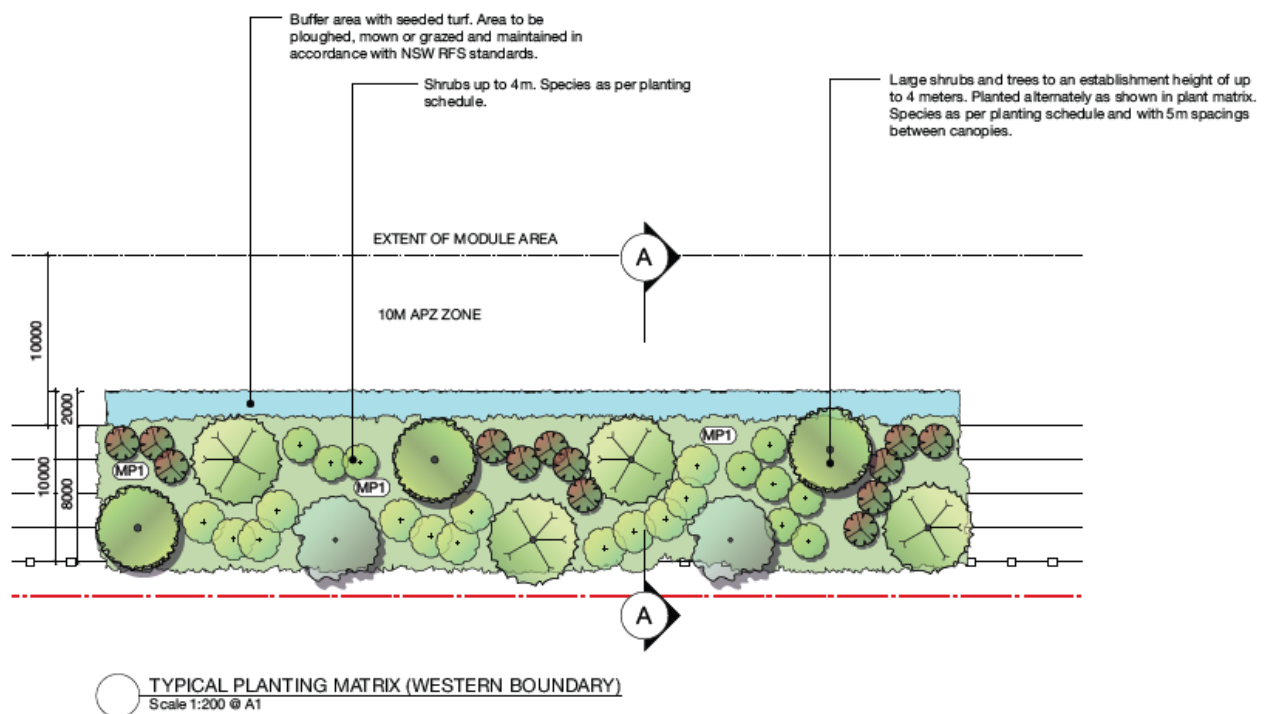 Buffer area with seeded turf. Area to be
ploughed, mown or grazed and maintained in
accordance with NSW RFS standards.
Shrubs up to 4m. Species as per planting
schedule.
Large shrubs and trees to an establishment height of up
to 4 meters. Planted alternately as shown in plant matrix.
Species as per planting schedule and with 5m spacings
between canopies.
EXTENT OF MODULE AREA
A
10M APZ ZONE
10000
2000
10000
8000
MP1
MP1
MP1
A
TYPICAL PLANTING MATRIX (WESTERN BOUNDARY)
Scale 1:200 @ A1